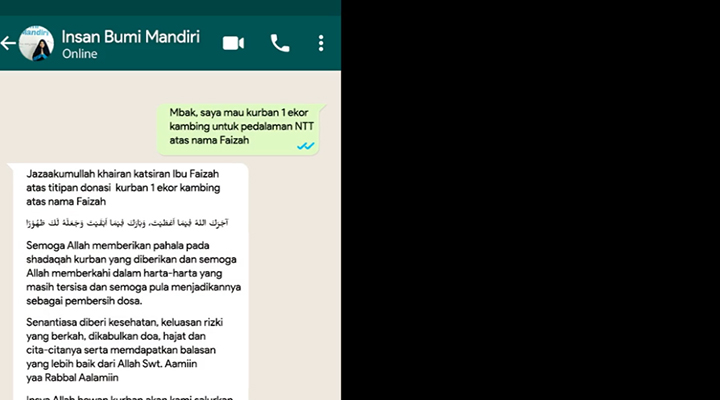 Insan Bumi Mandiri
Online
Mbak, saya mau kurban 1 ekor
kambing untuk pedalaman NTT
atas nama Faizah
Jazaakumullah khairan katsiran Ibu Faizah
atas titipan donasi kurban 1 ekor kambing
atas nama Faizah
آجَرَكَ اللهُ فِيْمَا أَعْطَيْتَ، وَبَارَكَ فِيْمَا أَبْقَيْتَ وَجَعَلَهُ لَكَ طَهُوْرًا
Semoga Allah memberikan pahala pada
shadaqah kurban yang diberikan dan semoga
Allah memberkahi dalam harta-harta yang
masih tersisa dan semoga pula menjadikannya
sebagai pembersih dosa.
Senantiasa diberi kesehatan, keluasan rizki
yang berkah, dikabulkan doa, hajat dan
cita-citanya serta memdapatkan balasan
yang lebih baik dari Allah Swt. Aamiin
yaa Rabbal Aalamiin
Insya Allah hewan kurban akan kami salurkan